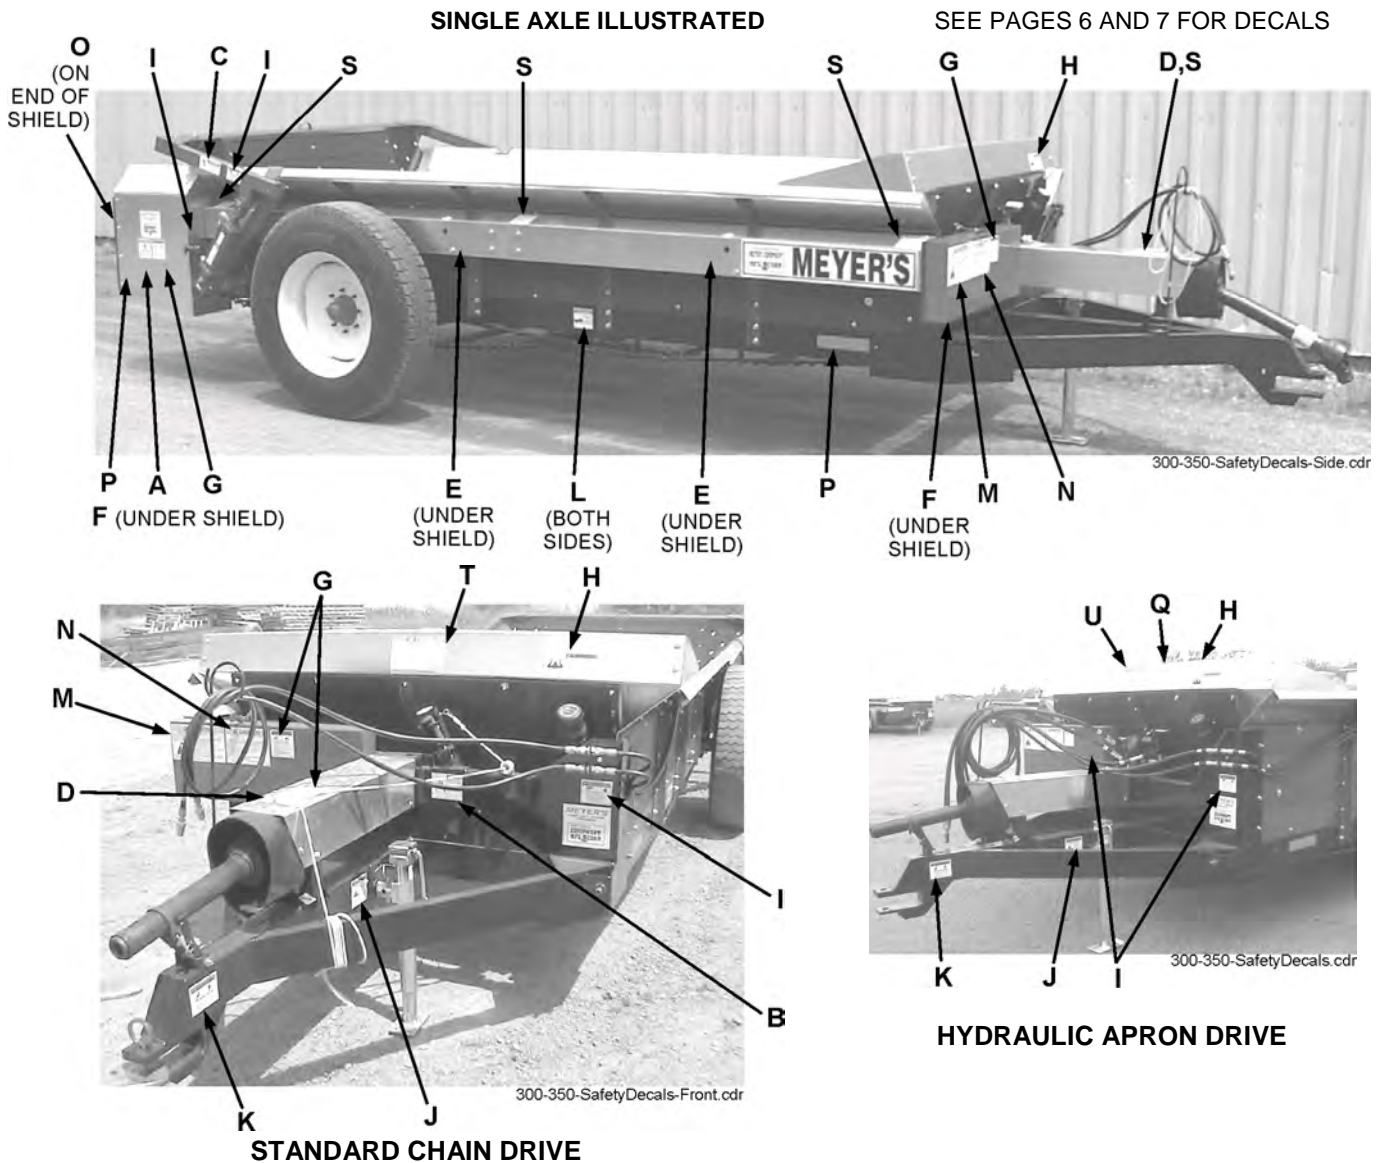 SINGLE AXLE ILLUSTRATED
SEE PAGES 6 AND 7 FOR DECALS
O
(ON
END OF
SHIELD)
I
C
I
S
S
S
G
H
D,S
MEYER'S
300-350-SafetyDecals-Side.cdr
P
A
G
F (UNDER SHIELD)
E
(UNDER
SHIELD)
L
(BOTH
SIDES)
E
(UNDER
SHIELD)
P
F
(UNDER
SHIELD)
M
N
G
T
H
N
M
D
MEYER'S
I
B
K
J
300-350-SafetyDecals-Front.cdr
STANDARD CHAIN DRIVE
U
Q
H
K
J
I
300-350-SafetyDecals.cdr
HYDRAULIC APRON DRIVE